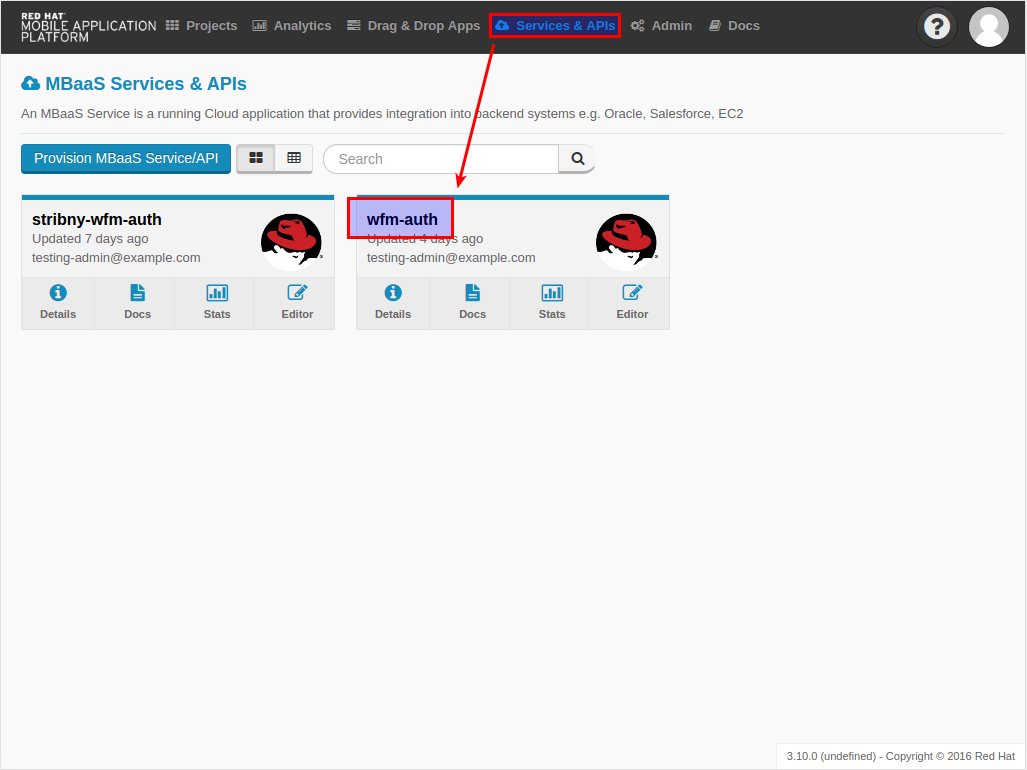 RED HAT
MOBILE APPLICATION
PLATFORM
Projects
Analytics
Drag & Drop Apps
Services & APIs
Admin
Docs
?
MBaaS Services & APIs
An MBaaS Service is a running Cloud application that provides integration into backend systems e.g. Oracle, Salesforce, EC2
Provision MBaaS Service/API
Search
stribny-wfm-auth
Updated 7 days ago
testing-admin@example.com
Details
Docs
Stats
Editor
wfm-auth
Updated 4 days ago
testing-admin@example.com
Details
Docs
Stats
Editor
3.10.0 (undefined) - Copyright © 2016 Red Hat